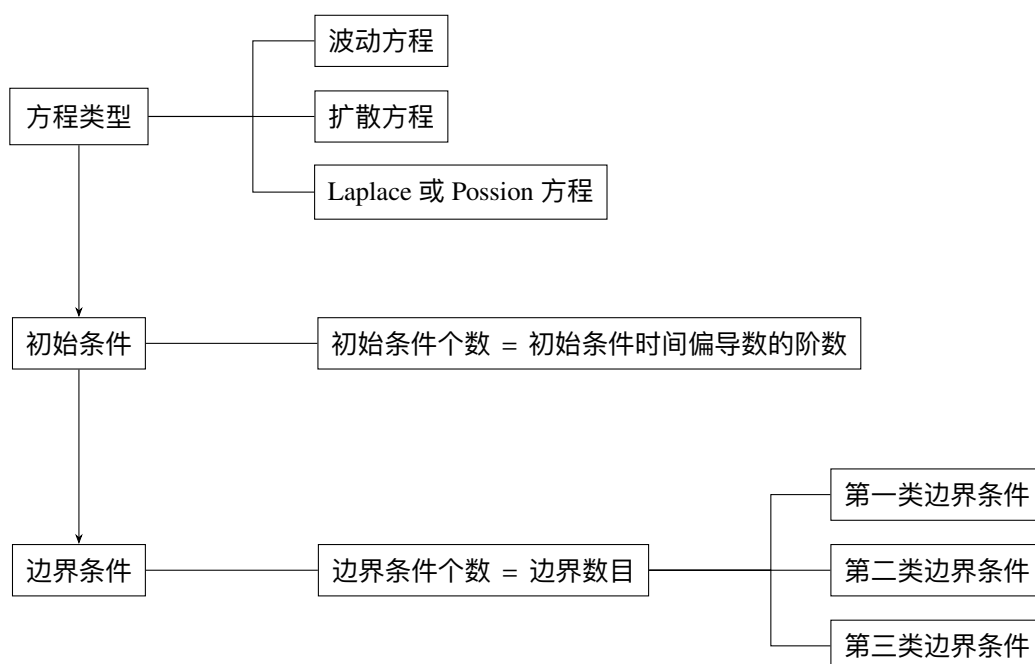 波动方程
方程类型
扩散方程
Laplace 或 Possion 方程
初始条件
初始条件个数 = 初始条件时间偏导数的阶数
第一类边界条件
边界条件
边界条件个数 = 边界数目
第二类边界条件
第三类边界条件